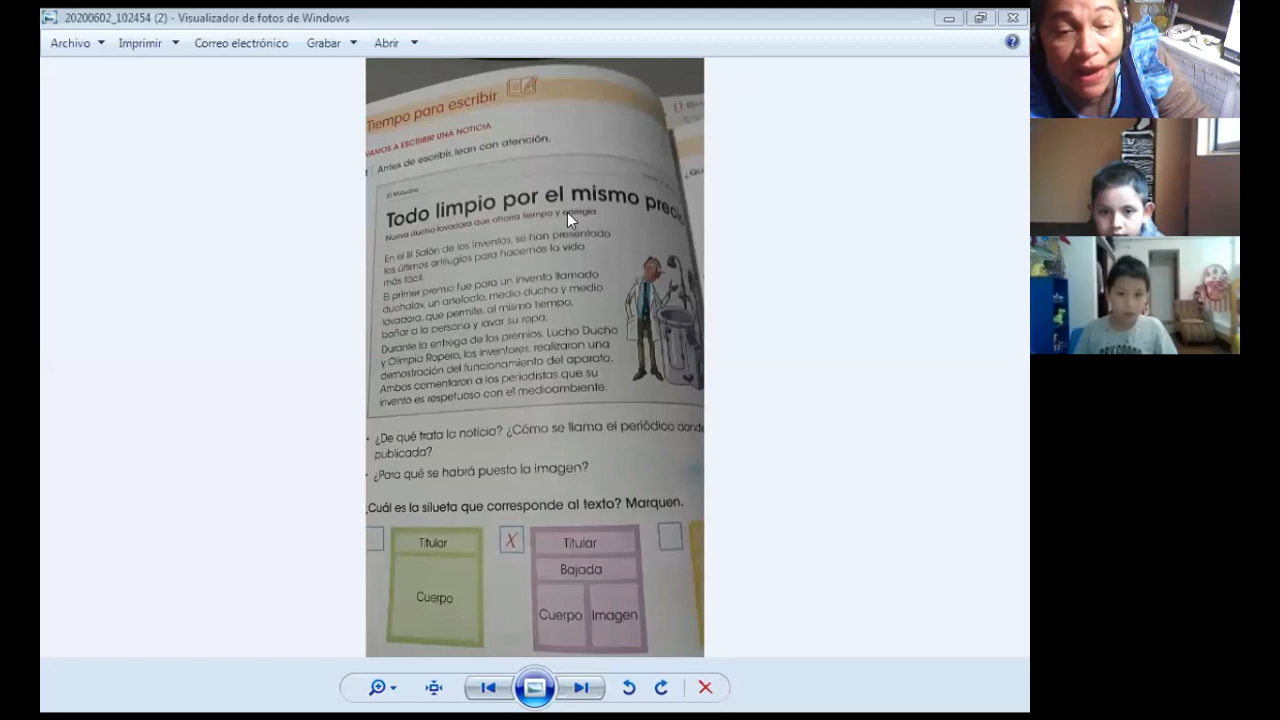 20200602_102454 (2) - Visualizador de fotos de Windows
Archivo Imprimir Correo electrónico Grabar Abrir
Tiempo para escribir
VAMOS A ESCRIBIR UNA NOTICIA
Antes de escribir, lean con atención.
El Matutino
Todo limpio por el mismo preci
Nueva ducha-lavadora que ahorra tiempo y energía
En el III Salón de los Inventos, se han presentado
los últimos artilugios para hacernos la vida
más fácil.
El primer premio fue para un invento llamado
duchalav, un artefacto, medio ducha y medio
lavadora, que permite, al mismo tiempo,
bañar a la persona y lavar su ropa.
Durante la entrega de los premios, Lucho Ducho
y Olimpia Ropero, los inventores, realizaron una
demostración del funcionamiento del aparato.
Ambos comentaron a los periodistas que su
invento es respetuoso con el medioambiente.
• ¿De qué trata la noticia? ¿Cómo se llama el periódico donde
publicada?
• ¿Para qué se habrá puesto la imagen?
¿Cuál es la silueta que corresponde al texto? Marquen.
Titular
Cuerpo
X
Titular
Bajada
Cuerpo Imagen